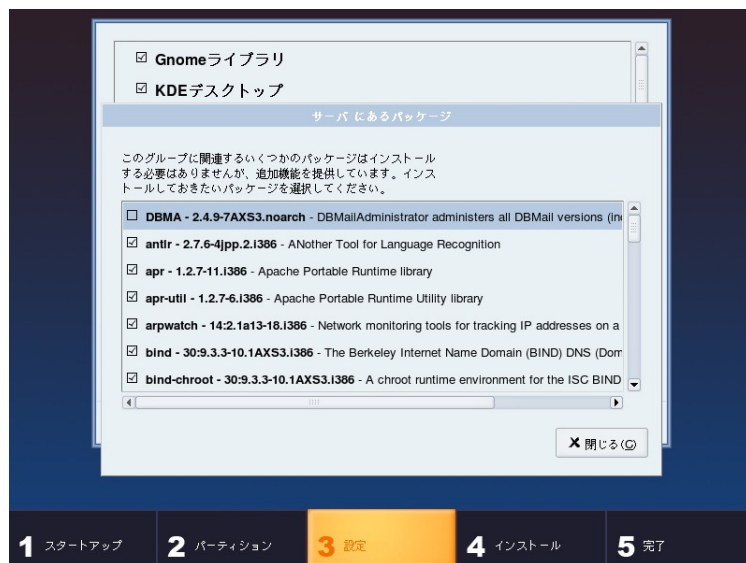 Gnomeライブラリ
KDEデスクトップ
サーバ にあるパッケージ
このグループに関連するいくつかのパッケージはインストール
する必要はありませんが、追加機能を提供しています。インス
トールしておきたいパッケージを選択してください。
DBMA - 2.4.9-7AXS3.noarch - DBMailAdministrator administers all DBMail versions (in
antlr - 2.7.6-4jpp.2.i386 - ANother Tool for Language Recognition
apr - 1.2.7-11.i386 - Apache Portable Runtime library
apr-util - 1.2.7-6.i386 - Apache Portable Runtime Utility library
arpwatch - 14:2.1a13-18.i386 - Network monitoring tools for tracking IP addresses on a
bind - 30:9.3.3-10.1AXS3.i386 - The Berkeley Internet Name Domain (BIND) DNS (Dom
bind-chroot - 30:9.3.3-10.1AXS3.i386 - A chroot runtime environment for the ISC BIND
閉じる(C)
1 スタートアップ
2 パーティション
3 設定
4 インストール
5 完了